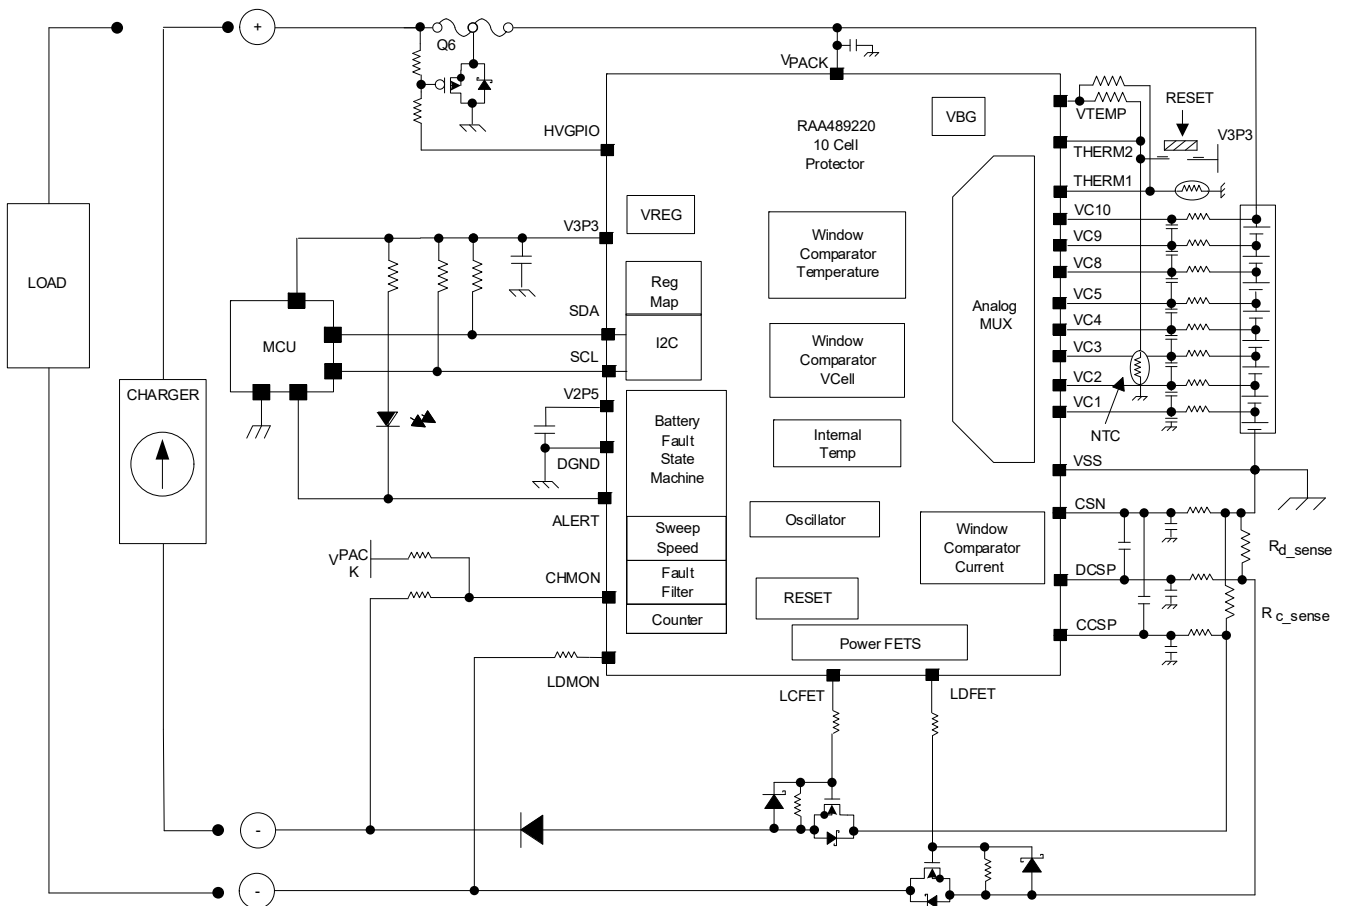 +
Q6
VPACK
HVGPIO
RAA489220
10 Cell
Protector
VBG
VTEMP
RESET
V3P3
THERM2
THERM1
VREG
V3P3
Window
Comparator
Temperature
VC10
VC9
VC8
VC5
VC4
VC3
VC2
VC1
NTC
LOAD
Reg
Map
SDA
Analog
MUX
MCU
I2C
SCL
Window
Comparator
VCell
V2P5
CHARGER
Battery
Fault
State
Machine
Internal
Temp
DGND
VSS
ALERT
CSN
Sweep
Speed
Oscillator
Window
Comparator
Current
Rd_sense
VPAC
K
CHMON
Fault
Filter
DCSP
RESET
R c_sense
Counter
CCSP
Power FETS
LDMON
LCFET
LDFET
-
-